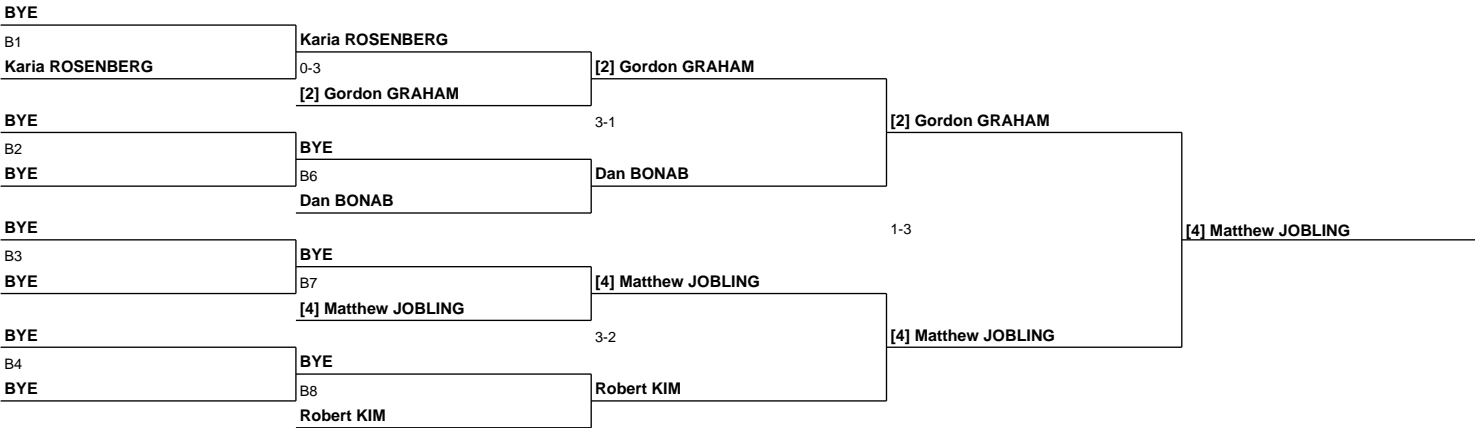 BYE
B1
Karia ROSENBERG
Karia ROSENBERG
0-3
[2] Gordon GRAHAM
[2] Gordon GRAHAM
BYE
B2
BYE
BYE
B6
Dan BONAB
3-1
Dan BONAB
[2] Gordon GRAHAM
BYE
B3
BYE
BYE
B7
[4] Matthew JOBLING
[4] Matthew JOBLING
1-3
[4] Matthew JOBLING
BYE
B4
BYE
BYE
B8
Robert KIM
3-2
Robert KIM
[4] Matthew JOBLING